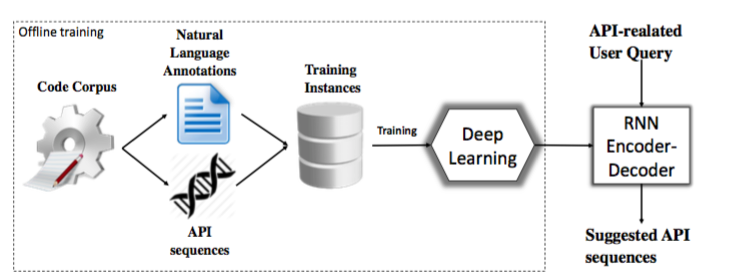 Offline training
Code Corpus
Natural
Language
Annotations
API
sequences
Training
Instances
Training
Deep
Learning
API-realated
User Query
RNN
Encoder-
Decoder
Suggested API
sequences